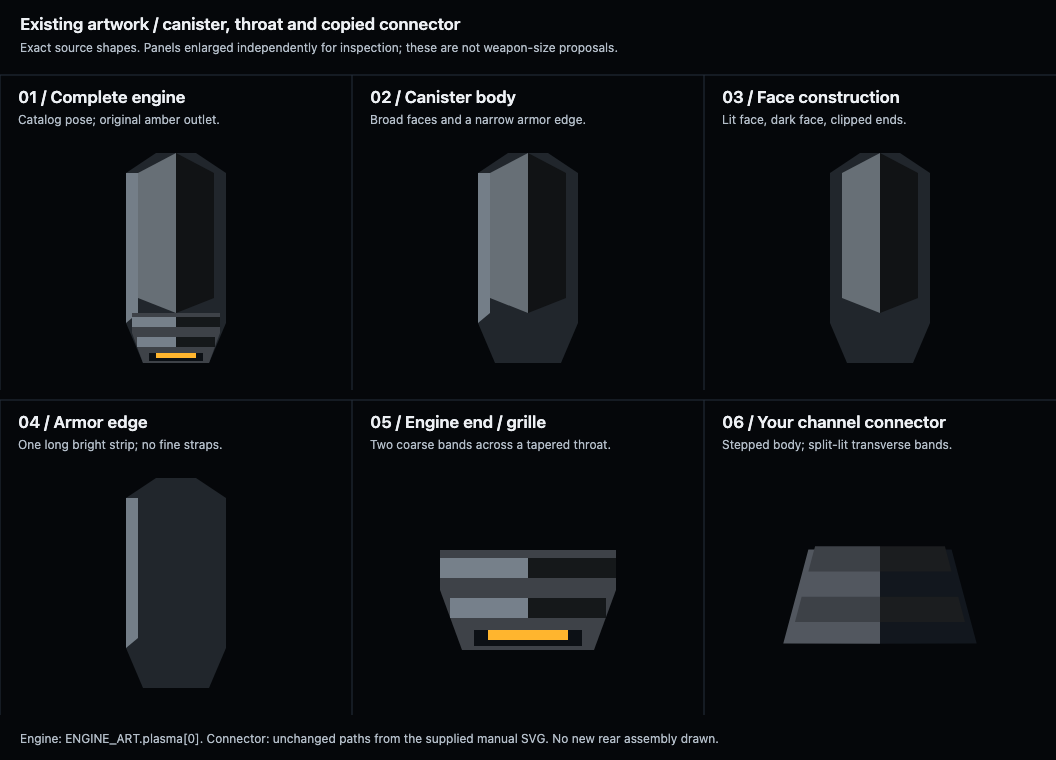 Existing artwork / canister, throat and copied connector
Exact source shapes. Panels enlarged independently for inspection; these are not weapon-size proposals.
01 / Complete engine
Catalog pose; original amber outlet.
02 / Canister body
Broad faces and a narrow armor edge.
03 / Face construction
Lit face, dark face, clipped ends.
04 / Armor edge
One long bright strip; no fine straps.
05 / Engine end / grille
Two coarse bands across a tapered throat.
06 / Your channel connector
Stepped body; split-lit transverse bands.
Engine: ENGINE_ART.plasma[0]. Connector: unchanged paths from the supplied manual SVG. No new rear assembly drawn.